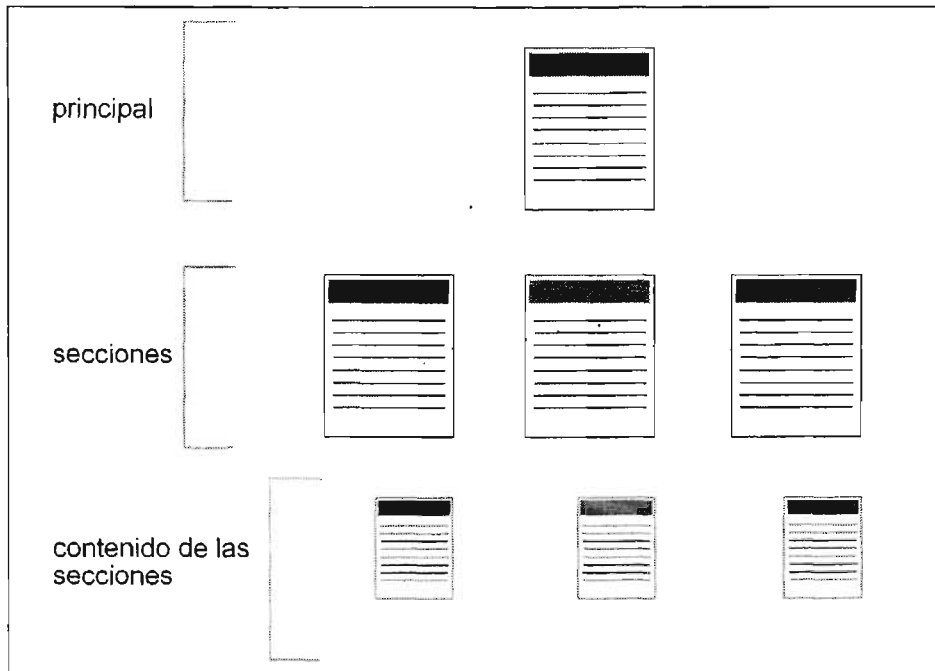 principal
secciones
contenido de las
secciones